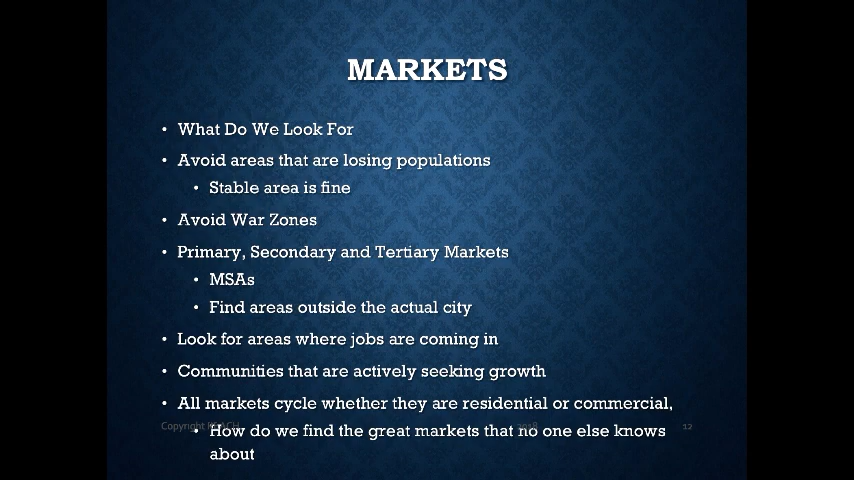 MARKETS
• What Do We Look For
• Avoid areas that are losing populations
• Stable area is fine
• Avoid War Zones
• Primary, Secondary and Tertiary Markets
• MSAs
• Find areas outside the actual city
• Look for areas where jobs are coming in
• Communities that are actively seeking growth
• All markets cycle whether they are residential or commercial,
• How do we find the great markets that no one else knows
about
Copyright
2018
12